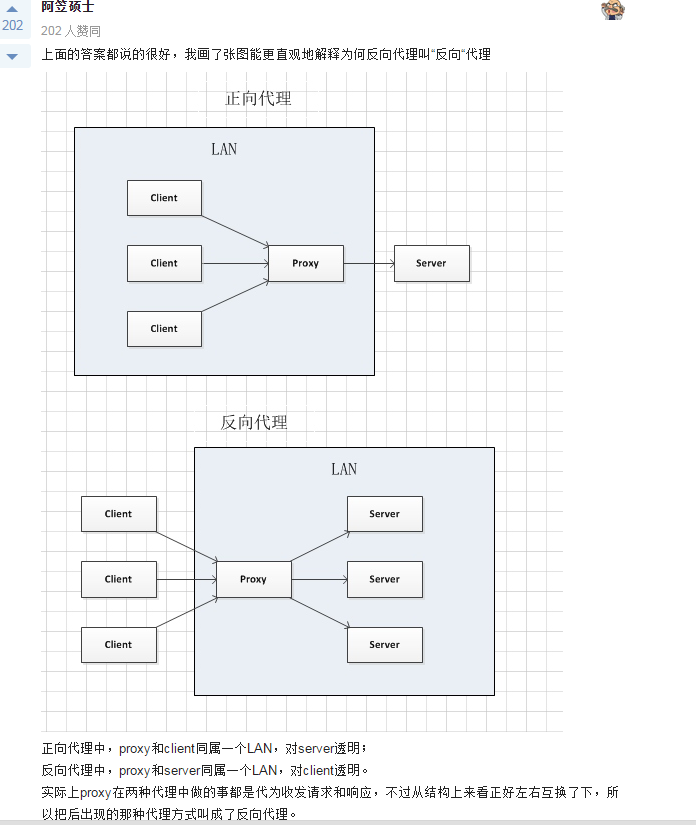 阿笠硕士
202
202 人赞同
上面的答案都说的很好，我画了张图能更直观地解释为何反向代理叫“反向“代理
正向代理
LAN
Client
Client
Proxy
Server
Client
反向代理
LAN
Client
Server
Client
Proxy
Server
Client
Server
正向代理中，proxy和client同属一个LAN，对server透明；
反向代理中，proxy和server同属一个LAN，对client透明。
实际上proxy在两种代理中做的事都是代为收发请求和响应，不过从结构上来看正好左右互换了下，所
以把后出现的那种代理方式叫成了反向代理。